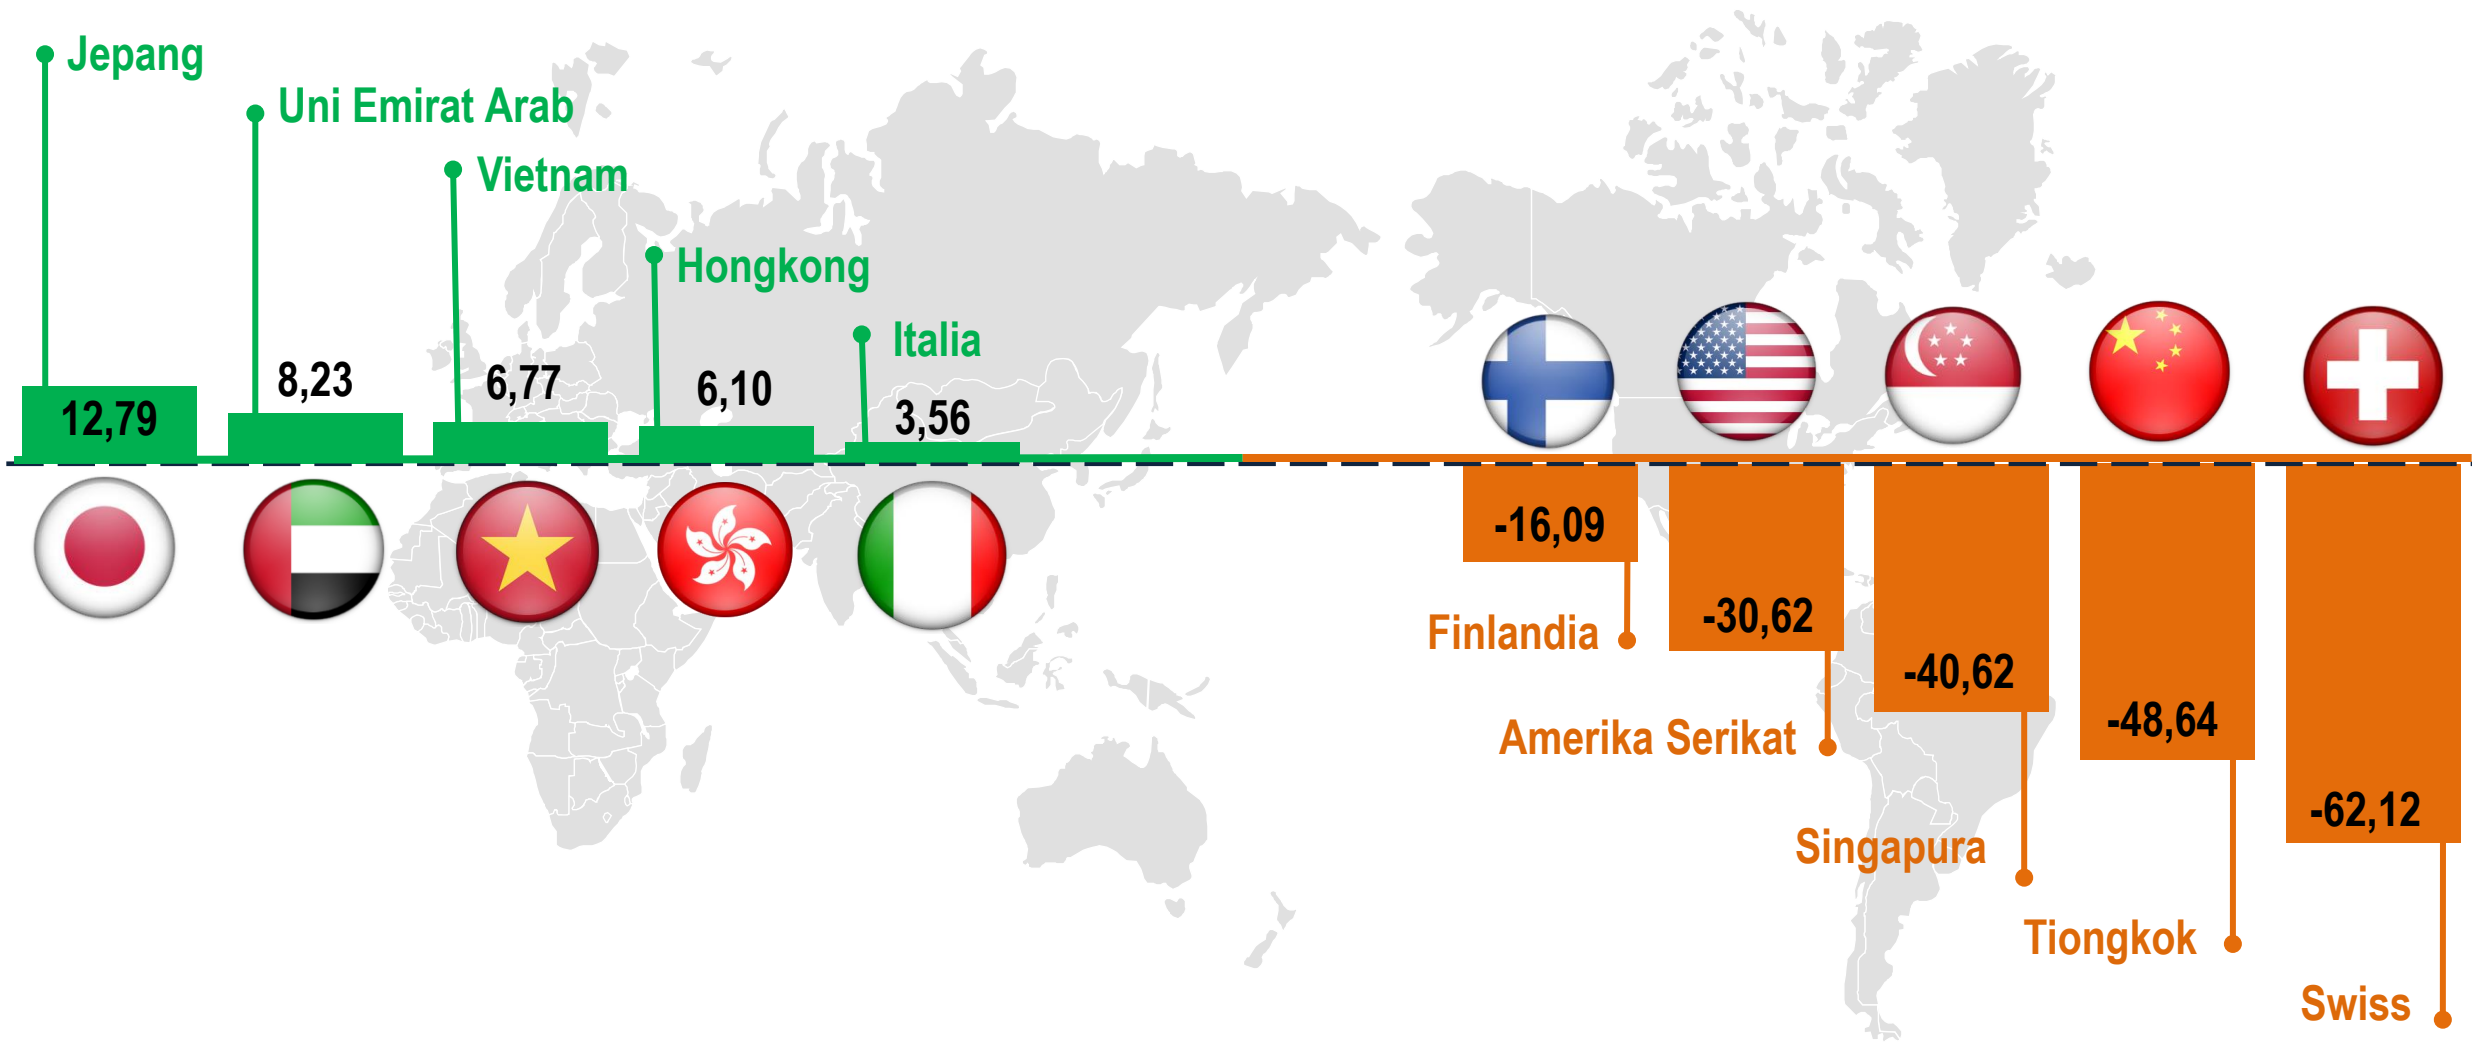 Jepang
Uni Emirat Arab
Vietnam
Hongkong
Italia
12,79
8,23
6,77
6,10
3,56
-16,09
-30,62
-40,62
-48,64
-62,12
Finlandia
Amerika Serikat
Singapura
Tiongkok
Swiss